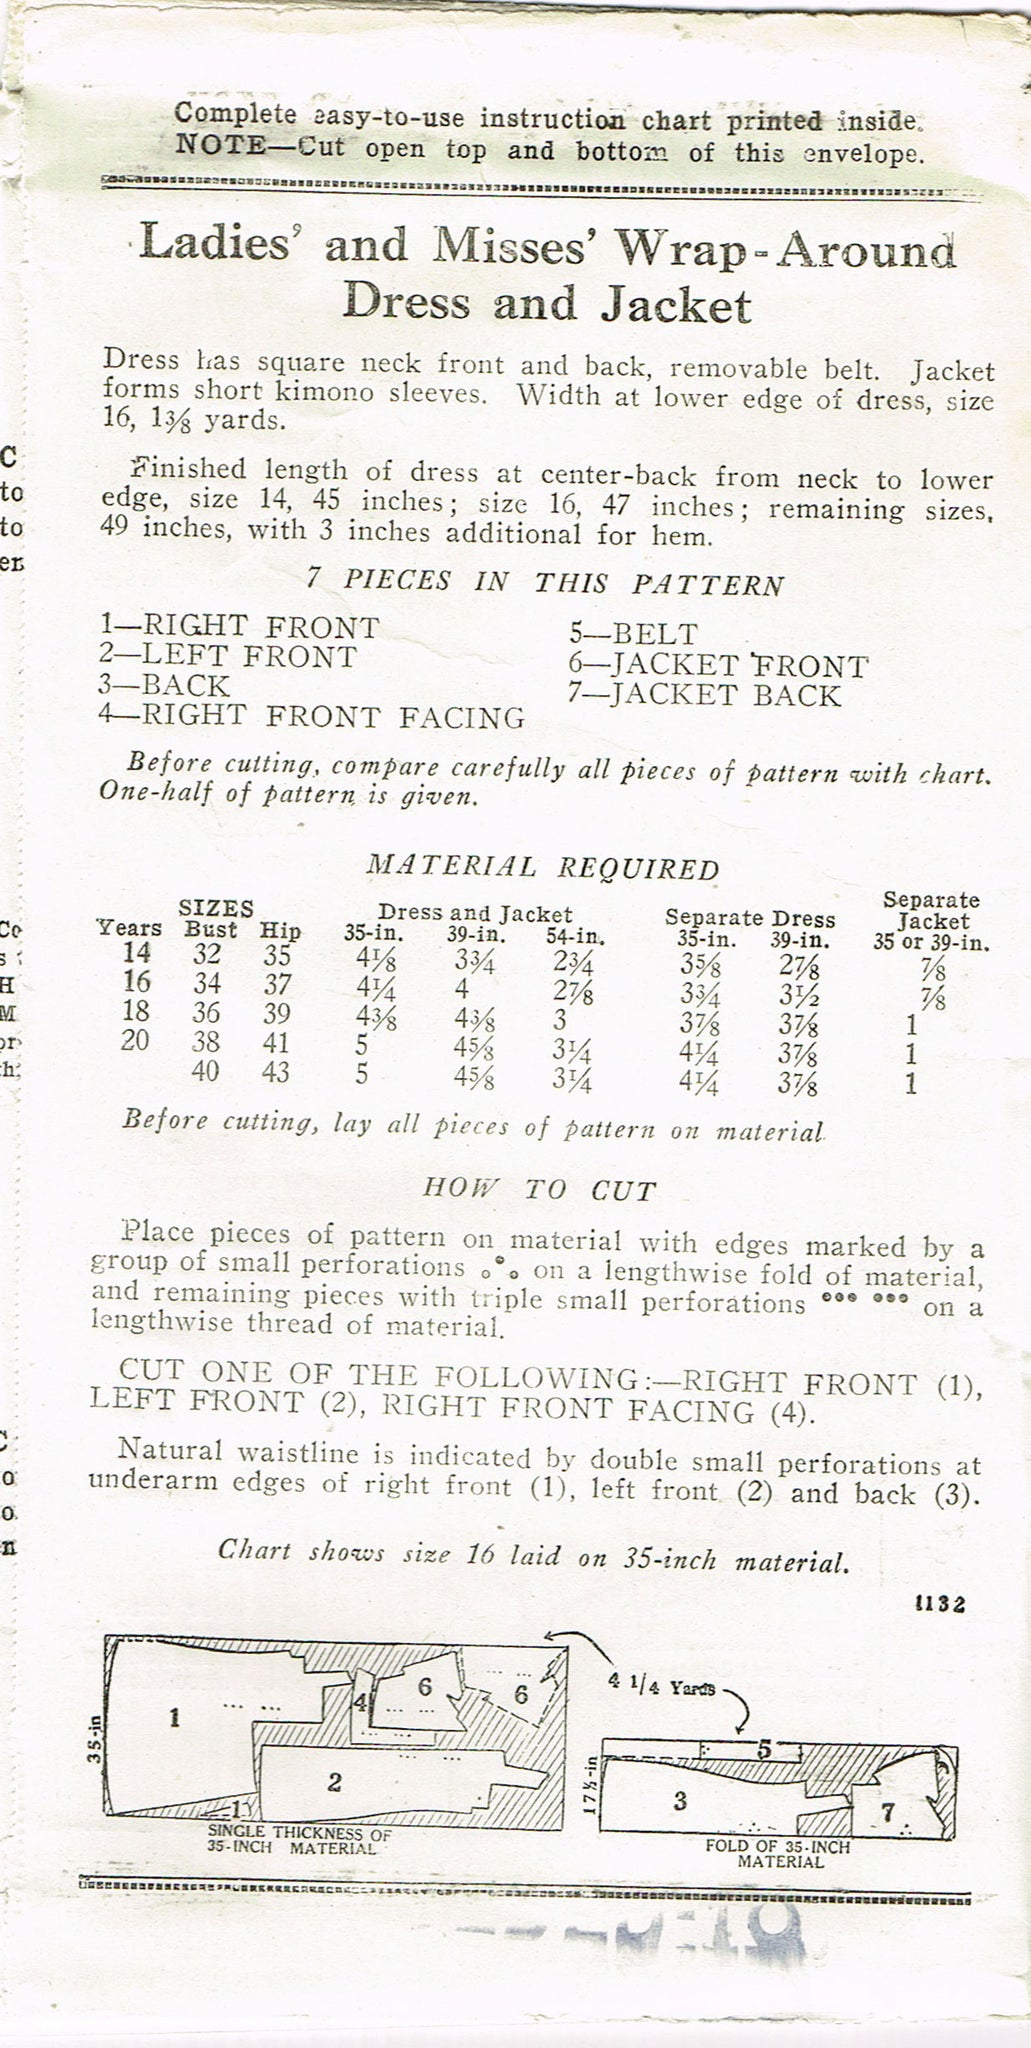 Complete easy-to-use instruction chart printed inside.
NOTE—Cut open top and bottom of this envelope.
Ladies' and Misses' Wrap-Around
Dress and Jacket
Dress has square neck front and back, removable belt. Jacket
forms short kimono sleeves. Width at lower edge of dress, size
16, 1⅜ yards.
Finished length of dress at center-back from neck to lower
edge, size 14, 45 inches; size 16, 47 inches; remaining sizes,
49 inches, with 3 inches additional for hem.
7 PIECES IN THIS PATTERN
1—RIGHT FRONT
2—LEFT FRONT
3—BACK
4—RIGHT FRONT FACING
5—BELT
6—JACKET FRONT
7—JACKET BACK
Before cutting, compare carefully all pieces of pattern with chart.
One-half of pattern is given.
MATERIAL REQUIRED
SIZES Dress and Jacket Separate Dress Separate Jacket
Years Bust Hip 35-in. 39-in. 54-in. 35-in. 39-in. 35 or 39-in.
14 32 35 4⅛ 3¾ 2¾ 3⅝ 2⅞ ⅞
16 34 37 4¼ 4 2⅞ 3¾ 3½ ⅞
18 36 39 4⅜ 4⅜ 3 3⅞ 3⅞ 1
20 38 41 5 4⅝ 3¼ 4¼ 3⅞ 1
40 43 5 4⅝ 3¼ 4¼ 3⅞ 1
Before cutting, lay all pieces of pattern on material
HOW TO CUT
Place pieces of pattern on material with edges marked by a
group of small perforations on a lengthwise fold of material,
and remaining pieces with triple small perforations on a
lengthwise thread of material.
CUT ONE OF THE FOLLOWING:—RIGHT FRONT (1),
LEFT FRONT (2), RIGHT FRONT FACING (4).
Natural waistline is indicated by double small perforations at
underarm edges of right front (1), left front (2) and back (3).
Chart shows size 16 laid on 35-inch material.
1132
35-in
1
4
6
6
2
1
SINGLE THICKNESS OF
35-INCH MATERIAL
4 1/4 Yards
17½-in
5
3
7
FOLD OF 35-INCH
MATERIAL